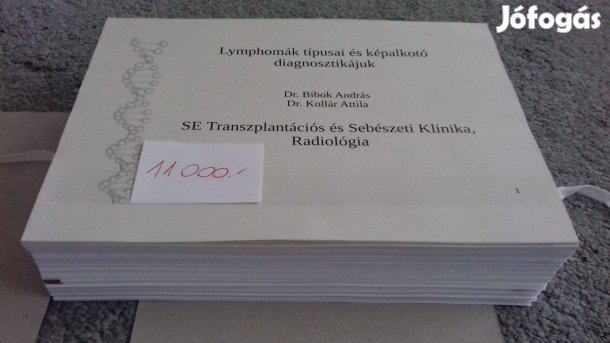 Jófogás
Lymphomák típusai és képalkotó
diagnosztikájuk
Dr. Bibok András
Dr. Kollár Attila
SE Transzplantációs és Sebészeti Klinika,
Radiológia
11 000.-
1